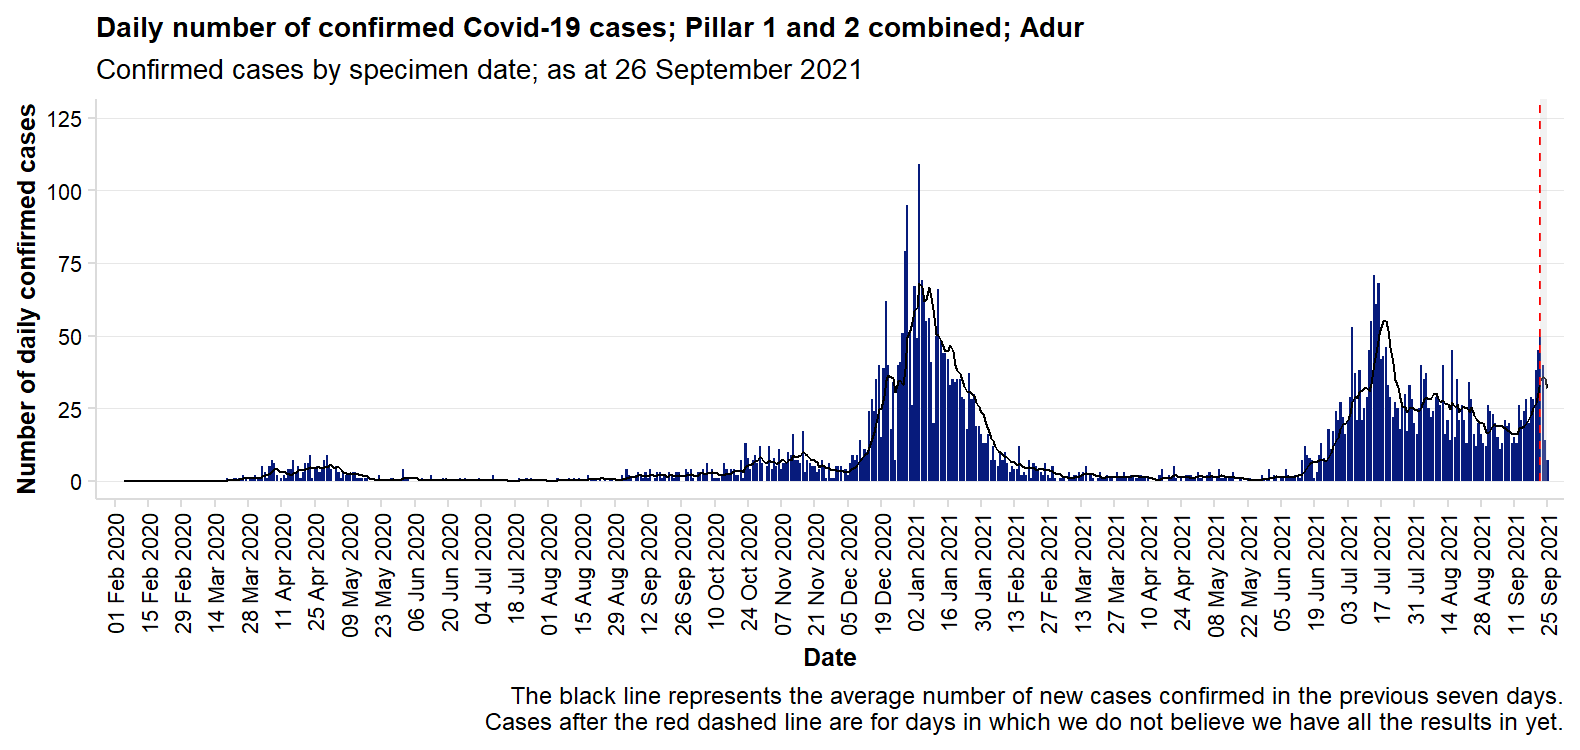 Daily number of confirmed Covid-19 cases; Pillar 1 and 2 combined; Adur
Confirmed cases by specimen date; as at 26 September 2021
Number of daily confirmed cases
125
100
75
50
25
0
01 Feb 2020
15 Feb 2020
29 Feb 2020
14 Mar 2020
28 Mar 2020
11 Apr 2020
25 Apr 2020
09 May 2020
23 May 2020
06 Jun 2020
20 Jun 2020
04 Jul 2020
18 Jul 2020
01 Aug 2020
15 Aug 2020
29 Aug 2020
12 Sep 2020
26 Sep 2020
10 Oct 2020
24 Oct 2020
07 Nov 2020
21 Nov 2020
05 Dec 2020
19 Dec 2020
02 Jan 2021
16 Jan 2021
30 Jan 2021
13 Feb 2021
27 Feb 2021
13 Mar 2021
27 Mar 2021
10 Apr 2021
24 Apr 2021
08 May 2021
22 May 2021
05 Jun 2021
19 Jun 2021
03 Jul 2021
17 Jul 2021
31 Jul 2021
14 Aug 2021
28 Aug 2021
11 Sep 2021
25 Sep 2021
Date
The black line represents the average number of new cases confirmed in the previous seven days.
Cases after the red dashed line are for days in which we do not believe we have all the results in yet.